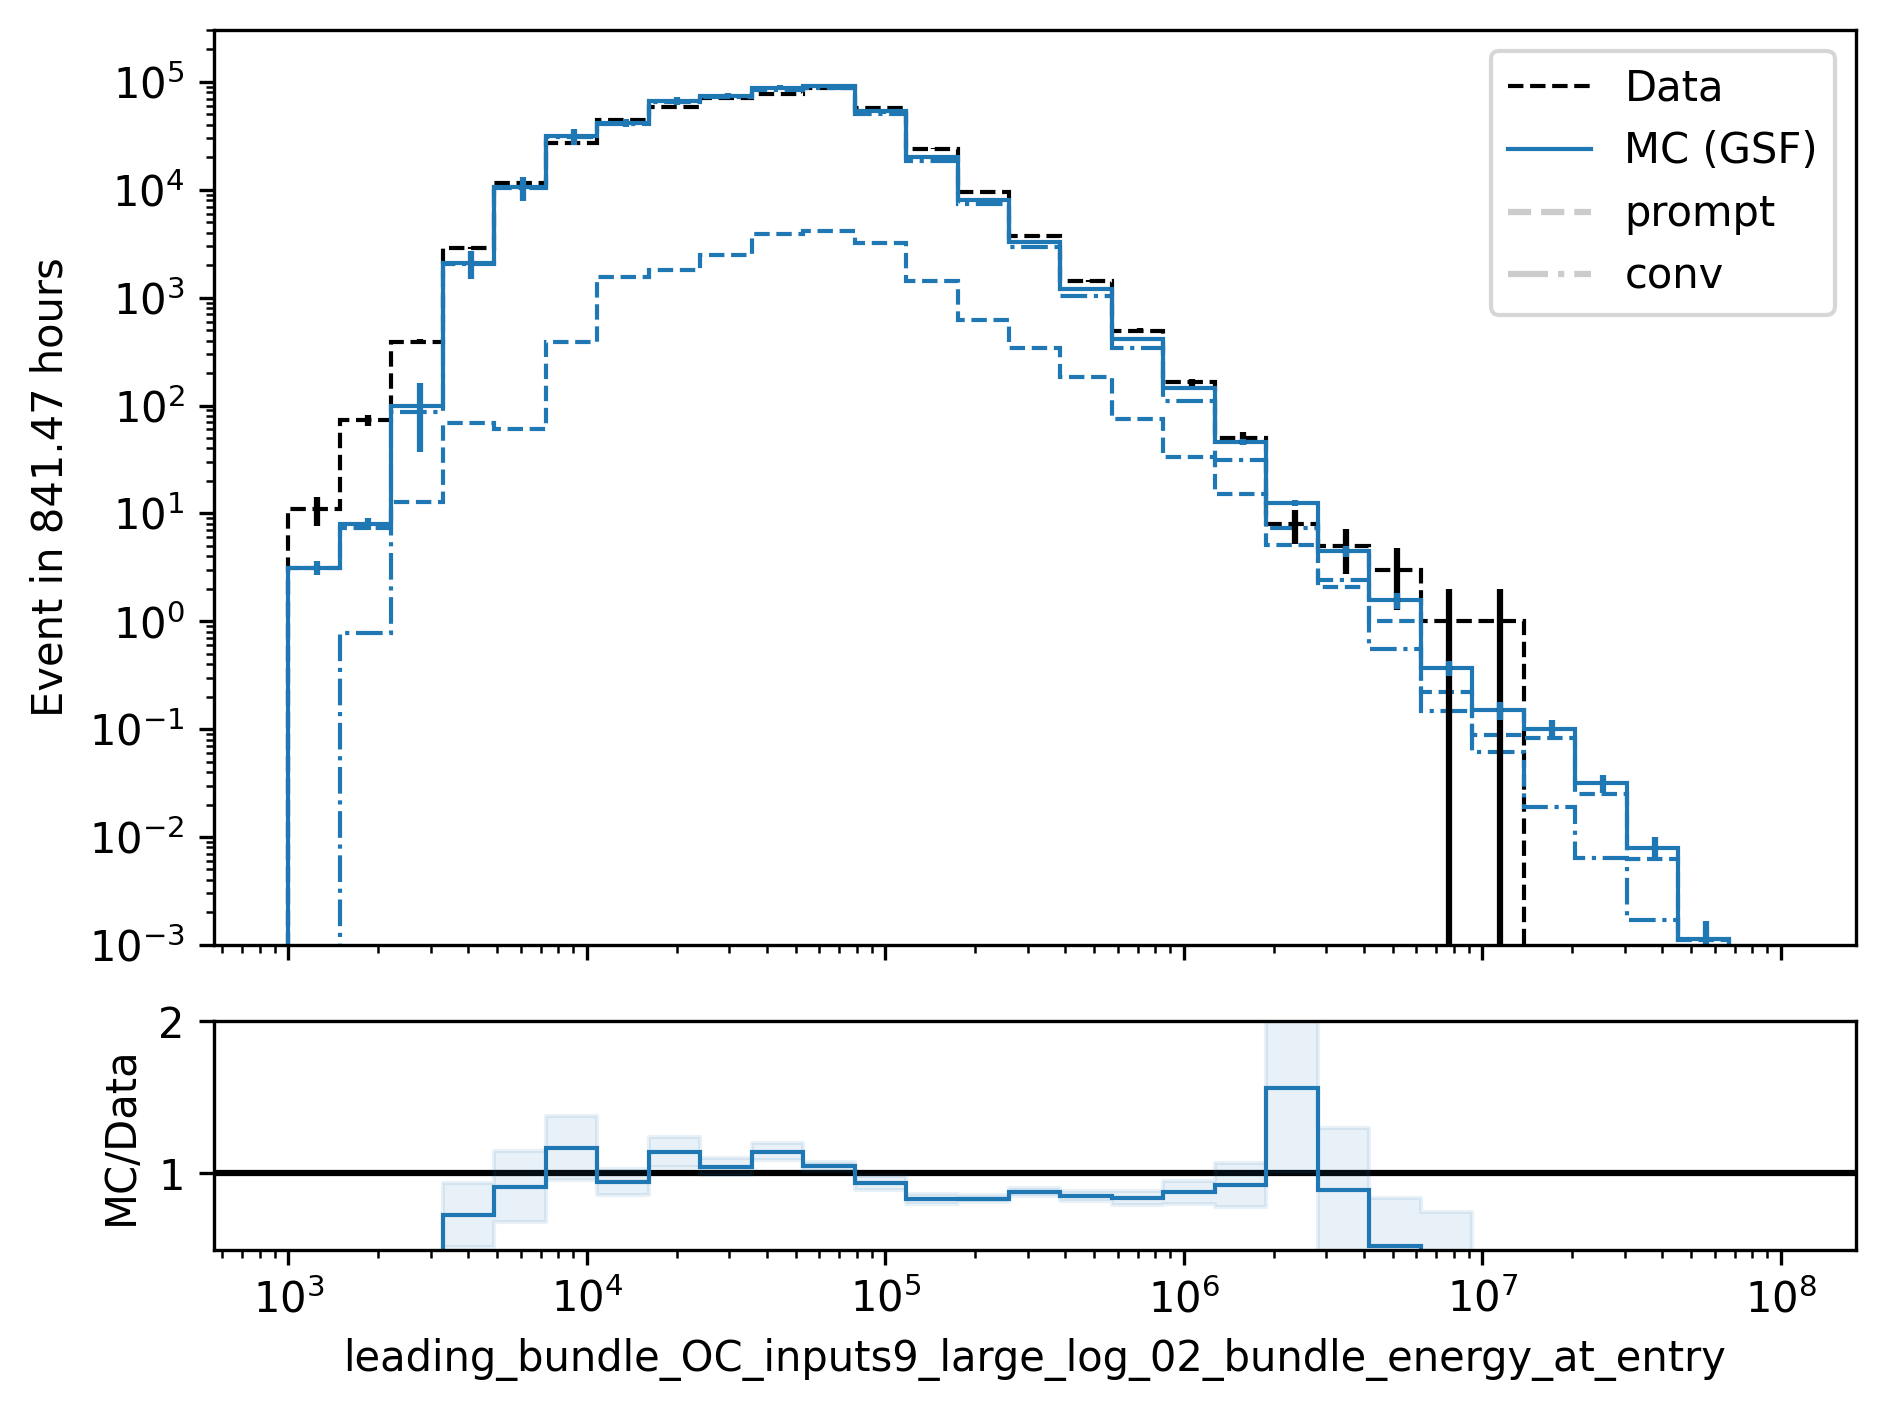 10^5
10^4
10^3
10^2
10^1
10^0
10^−1
10^−2
10^−3
Event in 841.47 hours
Data
MC (GSF)
prompt
conv
2
1
MC/Data
10^3 10^4 10^5 10^6 10^7 10^8
leading_bundle_OC_inputs9_large_log_02_bundle_energy_at_entry